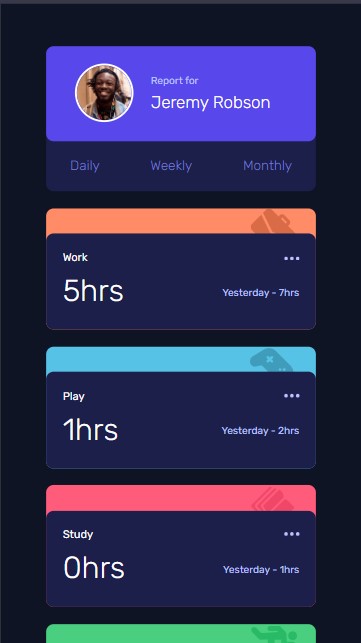 Report for
Jeremy Robson
Daily Weekly Monthly
Work
5hrs
Yesterday - 7hrs
Play
1hrs
Yesterday - 2hrs
Study
0hrs
Yesterday - 1hrs